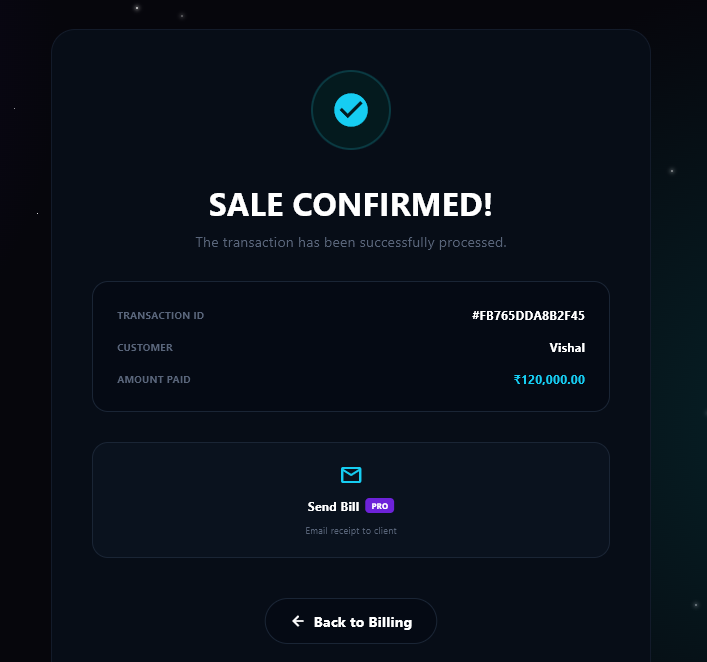 SALE CONFIRMED!
The transaction has been successfully processed.
TRANSACTION ID #FB765DDA8B2F45
CUSTOMER Vishal
AMOUNT PAID ₹120,000.00
Send Bill PRO
Email receipt to client
← Back to Billing